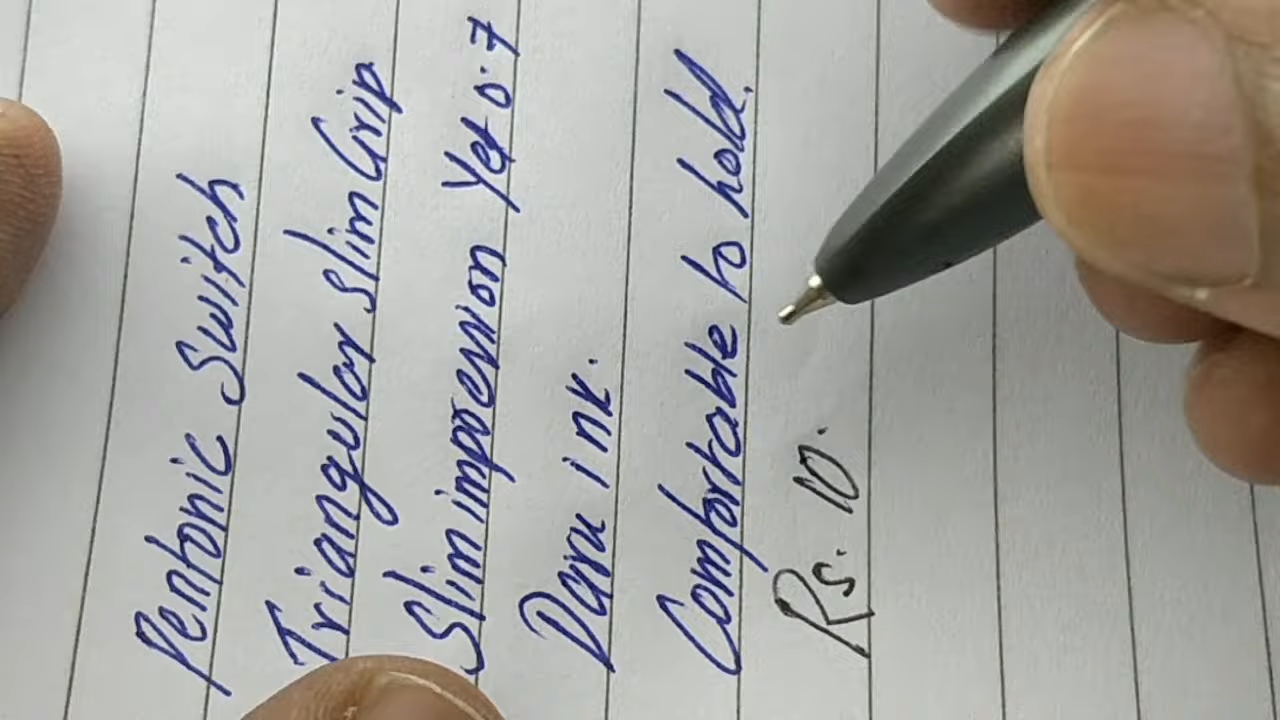 Pentonic Switch
Triangular Slim Grip
Slim impression Yet 0.7
Dark ink.
Comfortable to hold.
Rs. 10.